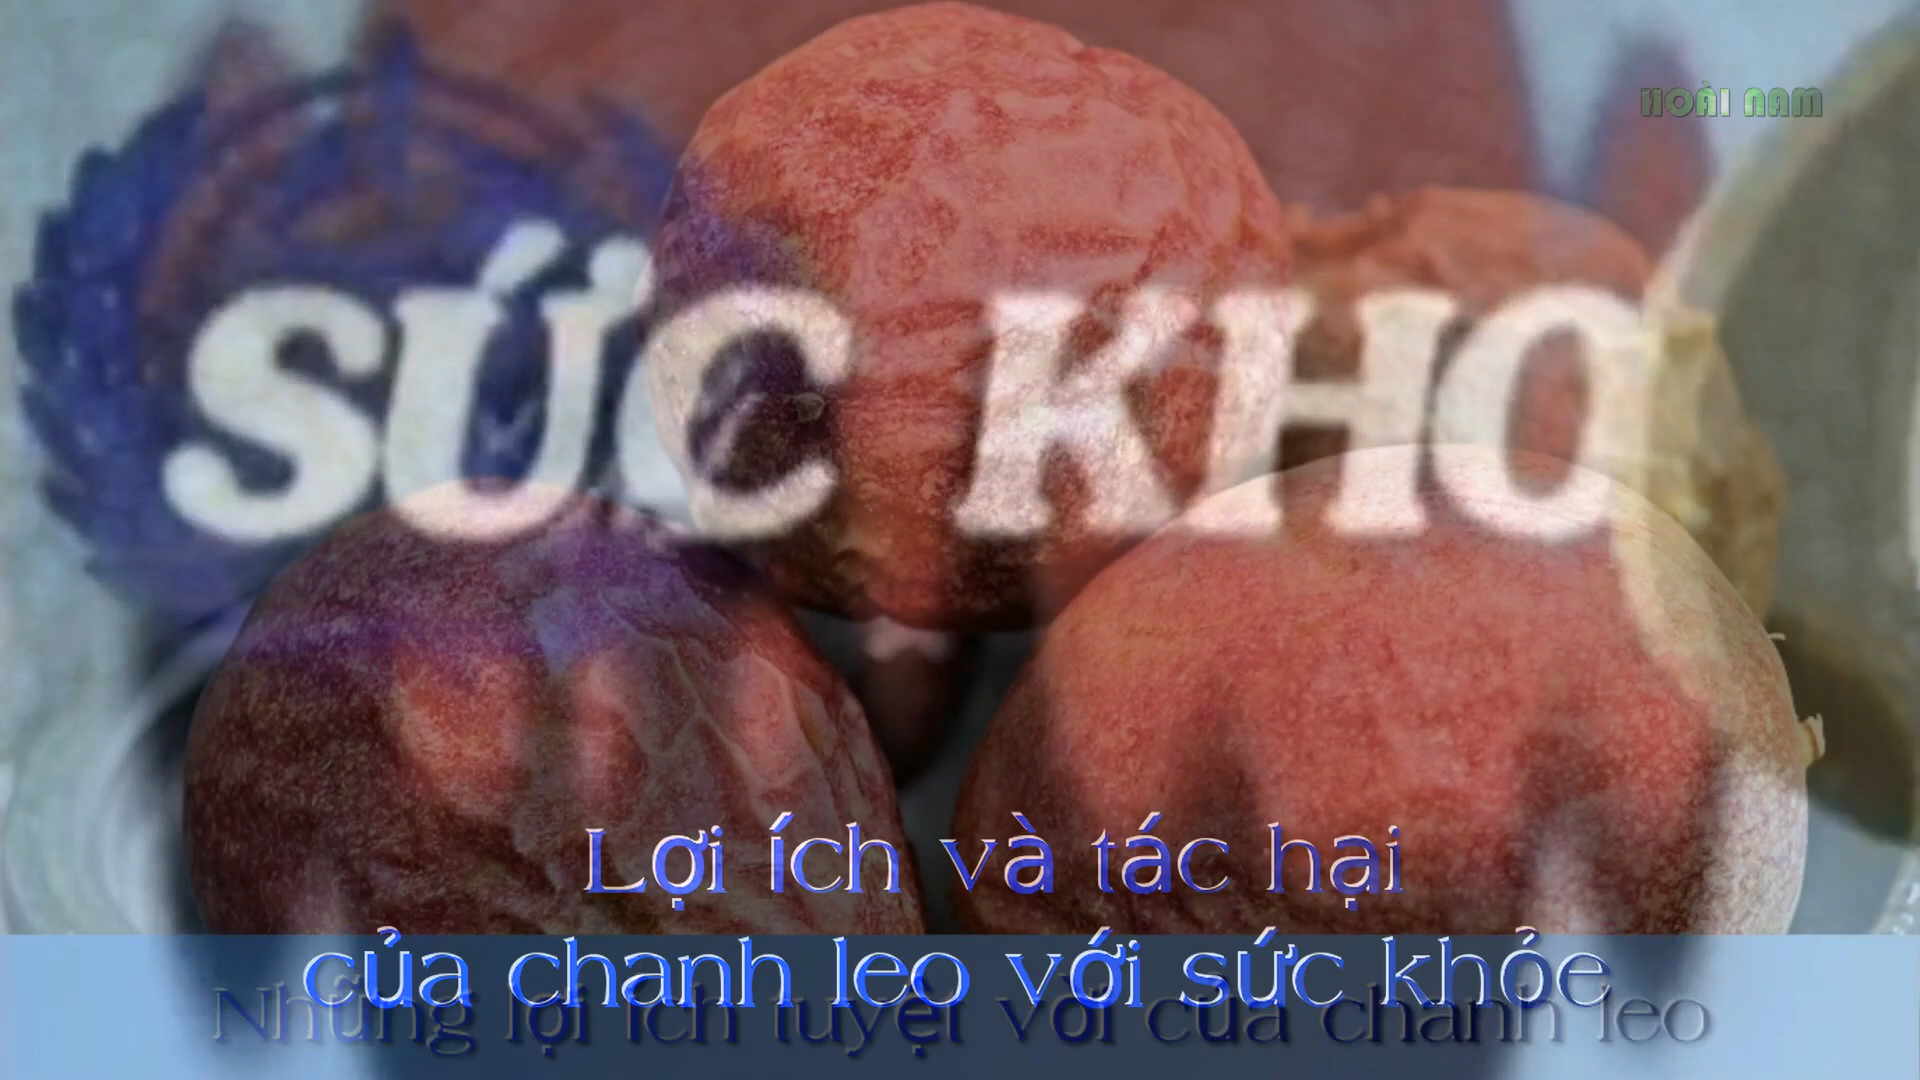 HOÀI NAM
SỨC KHO
Lợi ích và tác hại
của chanh leo với sức khỏe
Những lợi ích tuyệt vời của chanh leo